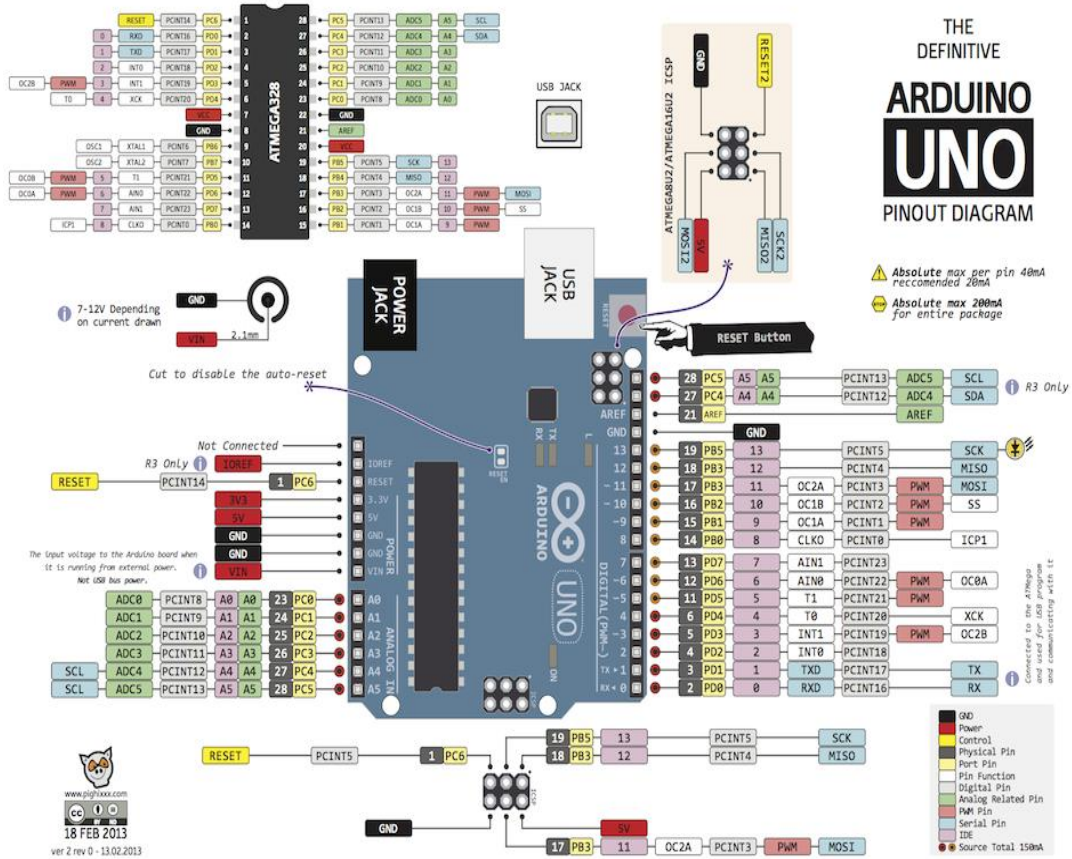 THE
DEFINITIVE
ARDUINO
UNO
PINOUT DIAGRAM
Absolute max per pin 40mA
reccomended 20mA
Absolute max 200mA
for entire package
ATMEGA328
RESET PCINT14 PC6 1
0 RXD PCINT16 PD0 2
1 TXD PCINT17 PD1 3
2 INT0 PCINT18 PD2 4
OC2B PWM 3 INT1 PCINT19 PD3 5
T0 4 XCK PCINT20 PD4 6
VCC 7
GND 8
OSC1 XTAL1 PCINT6 PB6 9
OSC2 XTAL2 PCINT7 PB7 10
OC0B PWM 5 T1 PCINT21 PD5 11
OC0A PWM 6 AIN0 PCINT22 PD6 12
7 AIN1 PCINT23 PD7 13
ICP1 8 CLKO PCINT0 PB0 14
28 PC5 PCINT13 ADC5 A5 SCL
27 PC4 PCINT12 ADC4 A4 SDA
26 PC3 PCINT11 ADC3 A3
25 PC2 PCINT10 ADC2 A2
24 PC1 PCINT9 ADC1 A1
23 PC0 PCINT8 ADC0 A0
22 GND
21 AREF
20 VCC
19 PB5 PCINT5 SCK 13
18 PB4 PCINT4 MISO 12
17 PB3 PCINT3 OC2A 11 PWM MOSI
16 PB2 PCINT2 OC1B 10 PWM SS
15 PB1 PCINT1 OC1A 9 PWM
USB JACK
ATMEGA8U2/ATMEGA16U2 ICSP
GND
RESET2
MOSI2
5V
MISO2
SCK2
GND
VIN
2.1mm
7-12V Depending
on current drawn
Cut to disable the auto-reset
POWER
JACK
USB
JACK
RESET
RESET Button
Not Connected
R3 Only IOREF
RESET PCINT14 1 PC6
3V3
5V
GND
GND
VIN
The input voltage to the Arduino board when
it is running from external power.
Not USB bus power.
ADC0 PCINT8 A0 A0 23 PC0
ADC1 PCINT9 A1 A1 24 PC1
ADC2 PCINT10 A2 A2 25 PC2
ADC3 PCINT11 A3 A3 26 PC3
SCL ADC4 PCINT12 A4 A4 27 PC4
SCL ADC5 PCINT13 A5 A5 28 PC5
IOREF
RESET
3.3V
5V
GND
GND
VIN
POWER
A0
A1
A2
A3
A4
A5
ANALOG IN
RESET
EN
RX
TX
L
ARDUINO
UNO
ON
ICSP
DIGITAL (PWM~)
AREF
GND
13
12
~11
~10
~9
8
7
~6
~5
4
~3
2
TX 1
RX 0
28 PC5 A5 A5 PCINT13 ADC5 SCL
27 PC4 A4 A4 PCINT12 ADC4 SDA
R3 Only
21 AREF AREF
GND
19 PB5 13 PCINT5 SCK
18 PB3 12 PCINT4 MISO
17 PB3 11 OC2A PCINT3 PWM MOSI
16 PB2 10 OC1B PCINT2 PWM SS
15 PB1 9 OC1A PCINT1 PWM
14 PB0 8 CLKO PCINT0 ICP1
13 PD7 7 AIN1 PCINT23
12 PD6 6 AIN0 PCINT22 PWM OC0A
11 PD5 5 T1 PCINT21 PWM
6 PD4 4 T0 PCINT20 XCK
5 PD3 3 INT1 PCINT19 PWM OC2B
4 PD2 2 INT0 PCINT18
3 PD1 1 TXD PCINT17 TX
2 PD0 0 RXD PCINT16 RX
Connected to the ATMega
and used for USB program
and communicating with it
19 PB5 13 PCINT5 SCK
18 PB3 12 PCINT4 MISO
RESET PCINT5 1 PC6
ICSP
GND
5V
17 PB3 11 OC2A PCINT3 PWM MOSI
GND
Power
Control
Physical Pin
Port Pin
Pin Function
Digital Pin
Analog Related Pin
PWM Pin
Serial Pin
IDE
Source Total 150mA
www.pighixxx.com
cc
BY ND
18 FEB 2013
ver 2 rev 0 - 13.02.2013